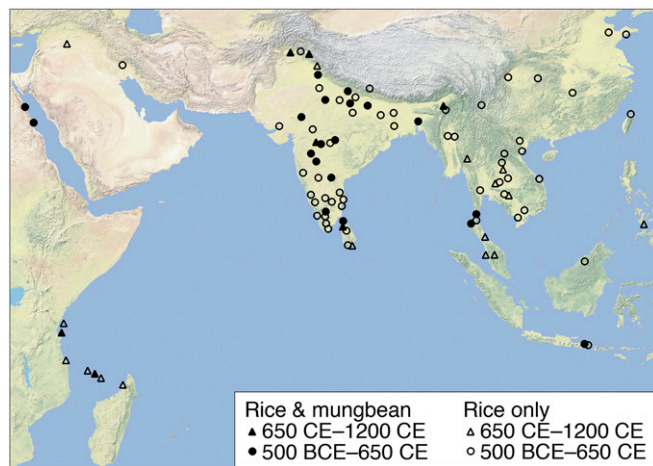 Rice & mungbean Rice only
▲ 650 CE–1200 CE △ 650 CE–1200 CE
● 500 BCE–650 CE ○ 500 BCE–650 CE